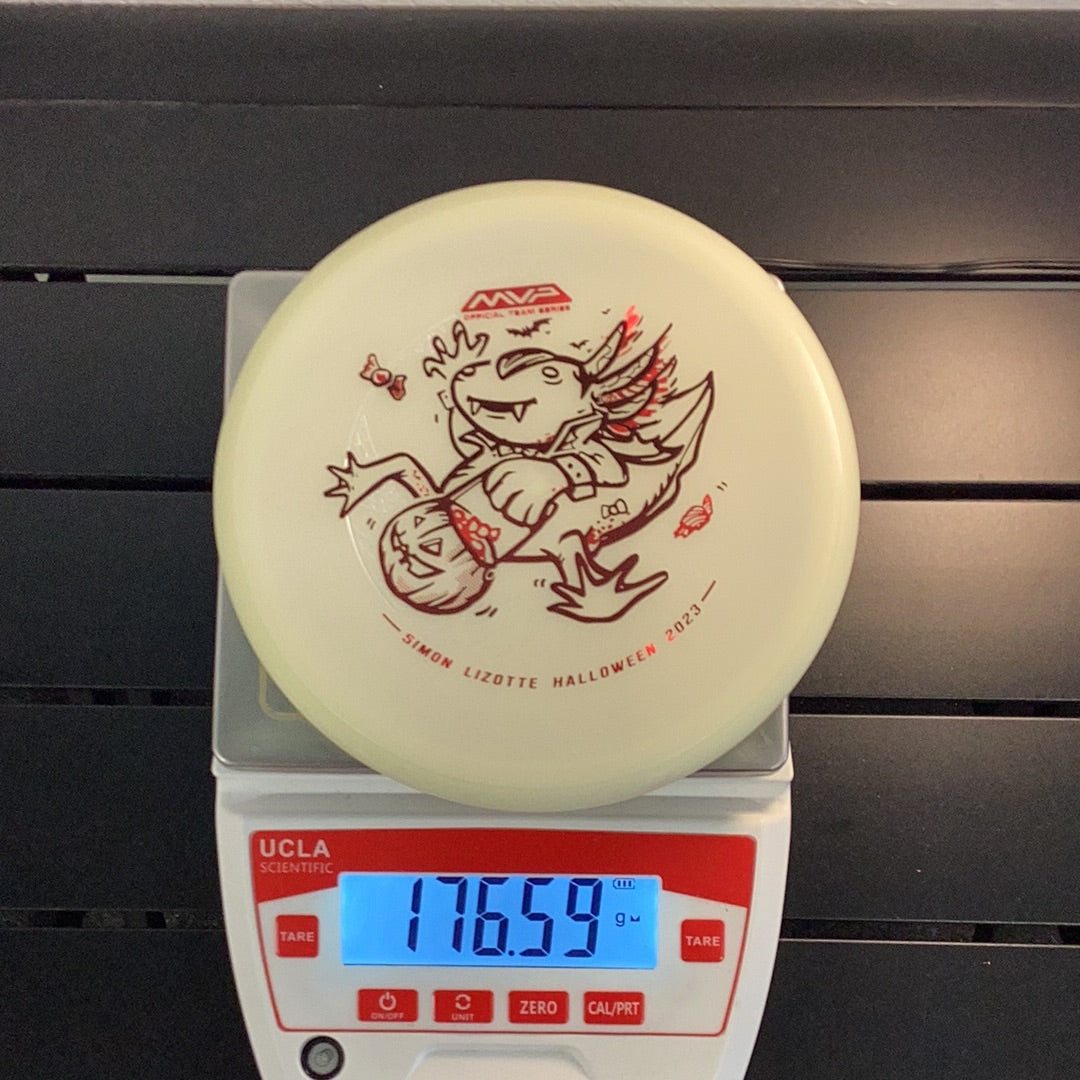 MVP
OFFICIAL TEAM SERIES
SIMON LIZOTTE HALLOWEEN 2023
UCLA
SCIENTIFIC
176.59 g
TARE
TARE
ON/OFF
UNIT
ZERO
CAL/PRT